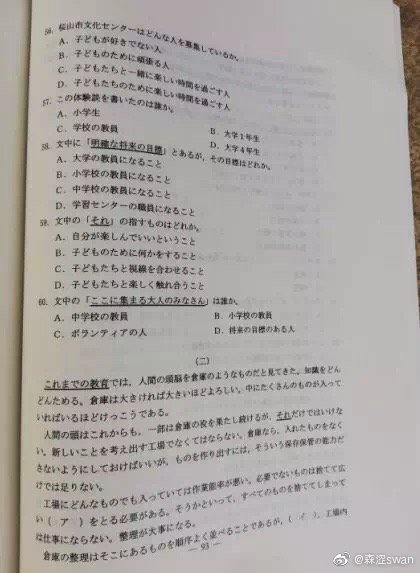 56. 桜山市文化センターはどんな人を募集しているか。
A. 子どもが好きでない人
B. 子どものために頑張る人
C. 子どもたちと一緒に楽しい時間を過ごす人
D. 子どもたちのために楽しい時間を過ごす人
57. この体験談を書いたのは誰か。
A. 小学生 B. 大学1年生
C. 学校の教員 D. 大学4年生
58. 文中に「明確な将来の目標」とあるが、その目標はどれか。
A. 大学の教員になること
B. 小学校の教員になること
C. 中学校の教員になること
D. 学習センターの職員になること
59. 文中の「それ」の指すものはどれか。
A. 自分が楽しんでいいということ
B. 子どものために何かをすること
C. 子どもたちと視線を合わせること
D. 子どもたちと楽しく触れ合うこと
60. 文中の「ここに集まる大人のみなさん」は誰か。
A. 中学校の教員 B. 小学校の教員
C. ボランティアの人 D. 将来の目標のある人
(二)
これまでの教育では、人間の頭脳を倉庫のようなものだと見てきた。知識をどん
どんためる。倉庫は大きければ大きいほどよろしい。中にたくさんのものが入って
いればいるほどけっこうである。
人間の頭はこれからも、一部は倉庫の役を果たし続けるが、それだけではいけな
い。新しいことを考え出す工場でなくてはならない。倉庫なら、入れたものをなく
さないようにしておけばいいが、ものを作り出すには、そういう保存保管の能力だ
けでは足りない。
工場にどんなものでも入っていては作業能率が悪い。必要でないものは捨てて広
い（ ア ）をとる必要がある。そうかといって、すべてのものを捨ててしまって
は仕事にならない。整理が大事になる。
倉庫の整理はそこにあるものを順序よく並べることであるが、（ イ ）、工場内
— 93 —
@森涩swan